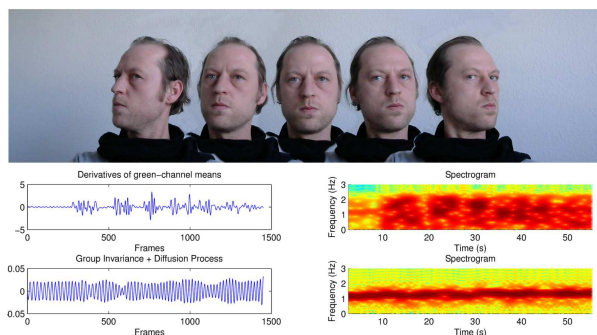 Derivatives of green-channel means
5
0
-5
0 500 1000 1500
Frames
Spectrogram
Frequency (Hz)
3
2
1
0
10 20 30 40 50
Time (s)
Group Invariance + Diffusion Process
0.05
0
0.05
0 500 1000 1500
Frames
Spectrogram
Frequency (Hz)
3
2
1
0
10 20 30 40 50
Time (s)